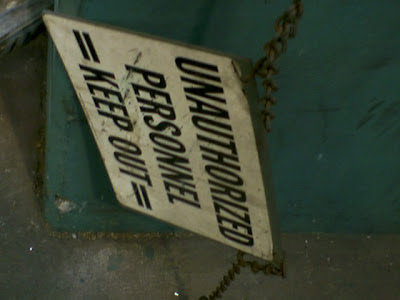 UNAUTHORIZED
PERSONNEL
= KEEP OUT =